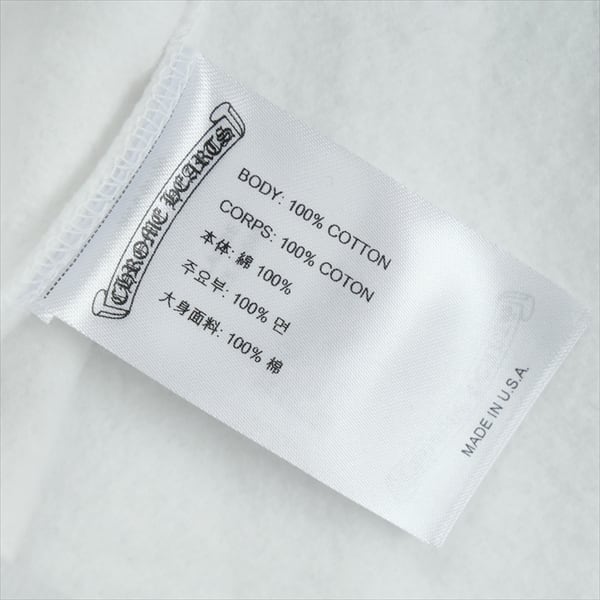 CHROME HEARTS
BODY: 100% COTTON
CORPS: 100% COTON
本体: 綿 100%
주요부: 100% 면
大身面料: 100% 棉
MADE IN U.S.A.